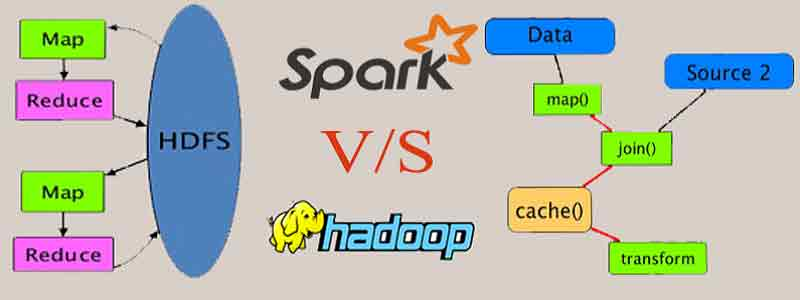 Map
Reduce
HDFS
Map
Reduce
Spark
V/S
hadoop
Data
Source 2
map()
join()
cache()
transform